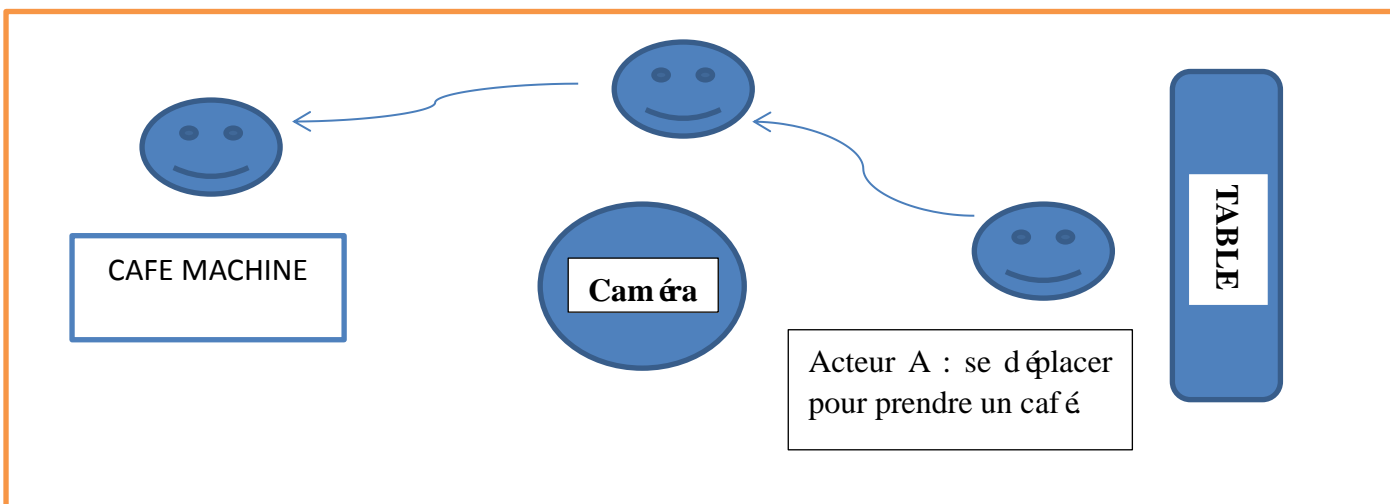 CAFE MACHINE
Caméra
Acteur A : se déplacer
pour prendre un café
TABLE